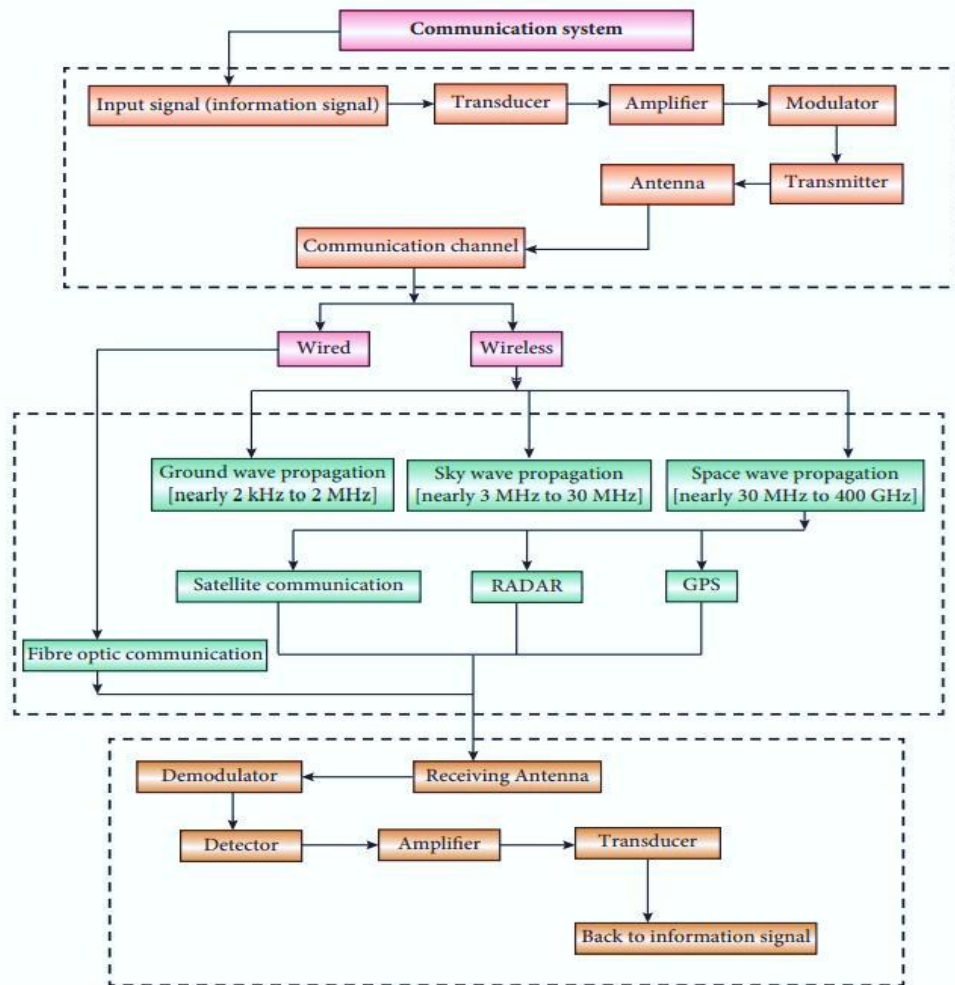 Communication system
Input signal (information signal)
Transducer
Amplifier
Modulator
Antenna
Transmitter
Communication channel
Wired
Wireless
Ground wave propagation
[nearly 2 kHz to 2 MHz]
Sky wave propagation
[nearly 3 MHz to 30 MHz]
Space wave propagation
[nearly 30 MHz to 400 GHz]
Satellite communication
RADAR
GPS
Fibre optic communication
Demodulator
Receiving Antenna
Detector
Amplifier
Transducer
Back to information signal